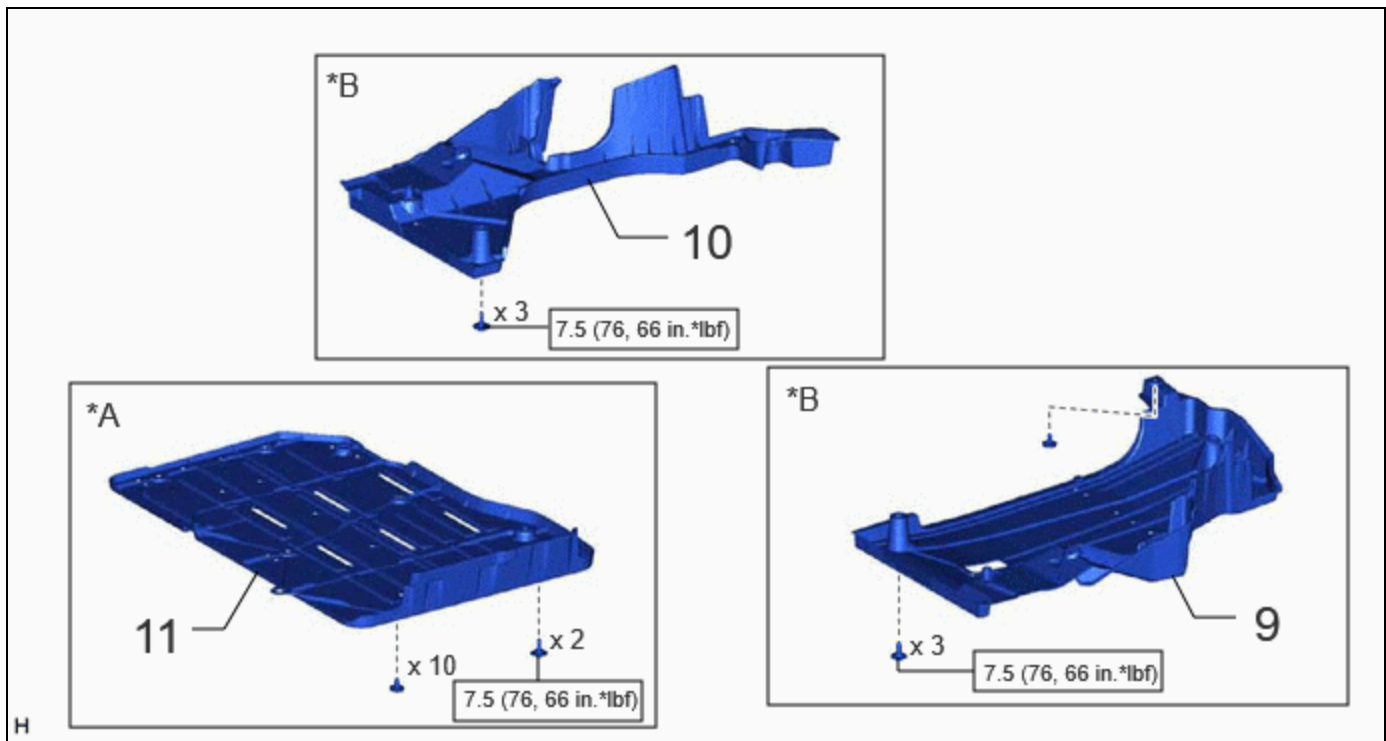 *B
10
x 3
7.5 (76, 66 in.*lbf)
*A
11
x 10
x 2
7.5 (76, 66 in.*lbf)
*B
9
x 3
7.5 (76, 66 in.*lbf)
H